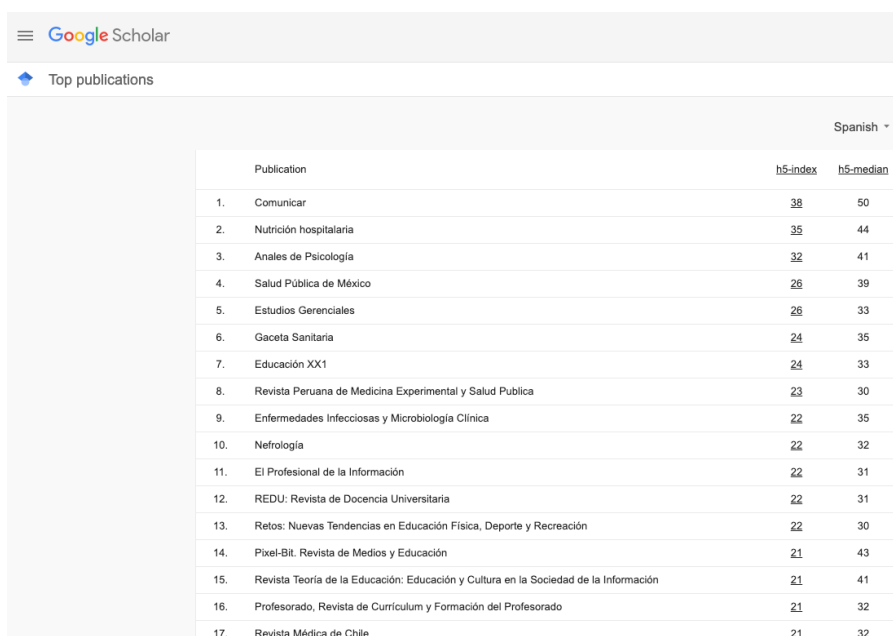 Google Scholar
Top publications
Spanish
Publication h5-index h5-median
1. Comunicar 38 50
2. Nutrición hospitalaria 35 44
3. Anales de Psicología 32 41
4. Salud Pública de México 26 39
5. Estudios Gerenciales 26 33
6. Gaceta Sanitaria 24 35
7. Educación XX1 24 33
8. Revista Peruana de Medicina Experimental y Salud Publica 23 30
9. Enfermedades Infecciosas y Microbiología Clínica 22 35
10. Nefrología 22 32
11. El Profesional de la Información 22 31
12. REDU: Revista de Docencia Universitaria 22 31
13. Retos: Nuevas Tendencias en Educación Física, Deporte y Recreación 22 30
14. Pixel-Bit. Revista de Medios y Educación 21 43
15. Revista Teoría de la Educación: Educación y Cultura en la Sociedad de la Información 21 41
16. Profesorado, Revista de Currículum y Formación del Profesorado 21 32
17. Revista Médica de Chile 21 32